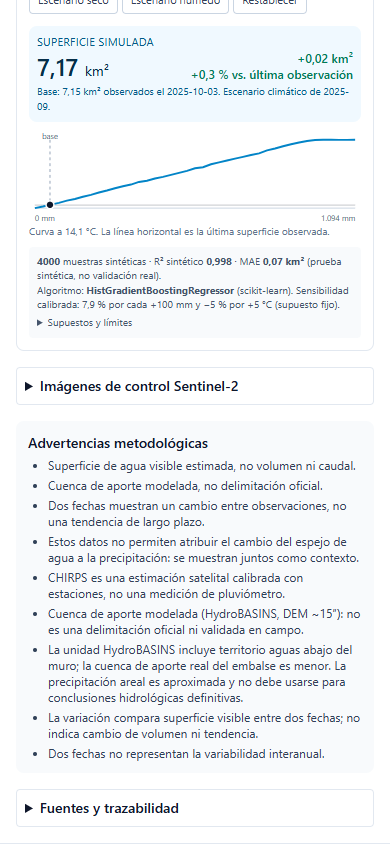 Escenario seco Escenario húmedo Restablecer
SUPERFICIE SIMULADA
7,17 km²
+0,02 km²
+0,3 % vs. última observación
Base: 7,15 km² observados el 2025-10-03. Escenario climático de 2025-
09.
base
0 mm 1.094 mm
Curva a 14,1 °C. La línea horizontal es la última superficie observada.
4000 muestras sintéticas · R² sintético 0,998 · MAE 0,07 km² (prueba
sintética, no validación real).
Algoritmo: HistGradientBoostingRegressor (scikit-learn). Sensibilidad
calibrada: 7,9 % por cada +100 mm y −5 % por +5 °C (supuesto fijo).
▶ Supuestos y límites
▶ Imágenes de control Sentinel-2
Advertencias metodológicas
• Superficie de agua visible estimada, no volumen ni caudal.
• Cuenca de aporte modelada, no delimitación oficial.
• Dos fechas muestran un cambio entre observaciones, no
una tendencia de largo plazo.
• Estos datos no permiten atribuir el cambio del espejo de
agua a la precipitación: se muestran juntos como contexto.
• CHIRPS es una estimación satelital calibrada con
estaciones, no una medición de pluviómetro.
• Cuenca de aporte modelada (HydroBASINS, DEM ~15"): no
es una delimitación oficial ni validada en campo.
• La unidad HydroBASINS incluye territorio aguas abajo del
muro; la cuenca de aporte real del embalse es menor. La
precipitación areal es aproximada y no debe usarse para
conclusiones hidrológicas definitivas.
• La variación compara superficie visible entre dos fechas; no
indica cambio de volumen ni tendencia.
• Dos fechas no representan la variabilidad interanual.
▶ Fuentes y trazabilidad